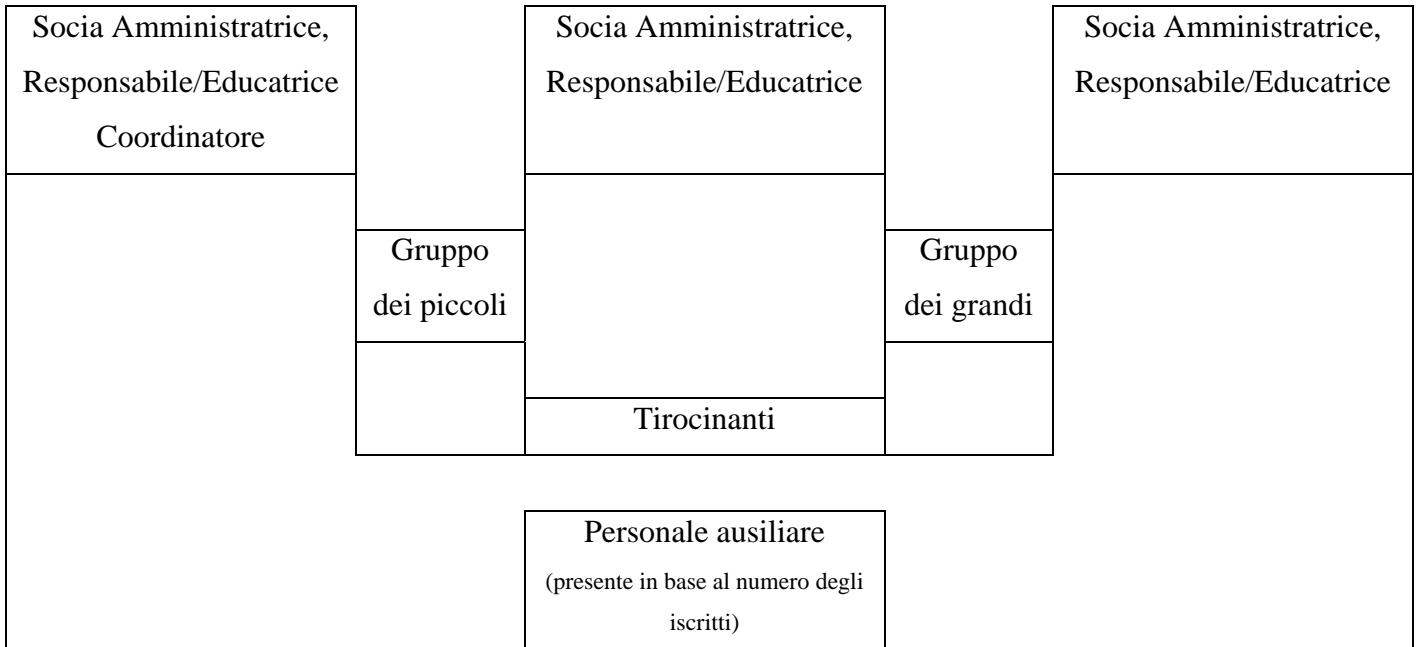 Socia Amministratrice,
Responsabile/Educatrice
Coordinatore
Socia Amministratrice,
Responsabile/Educatrice
Socia Amministratrice,
Responsabile/Educatrice
Gruppo
dei piccoli
Gruppo
dei grandi
Tirocinanti
Personale ausiliare
(presente in base al numero degli
iscritti)